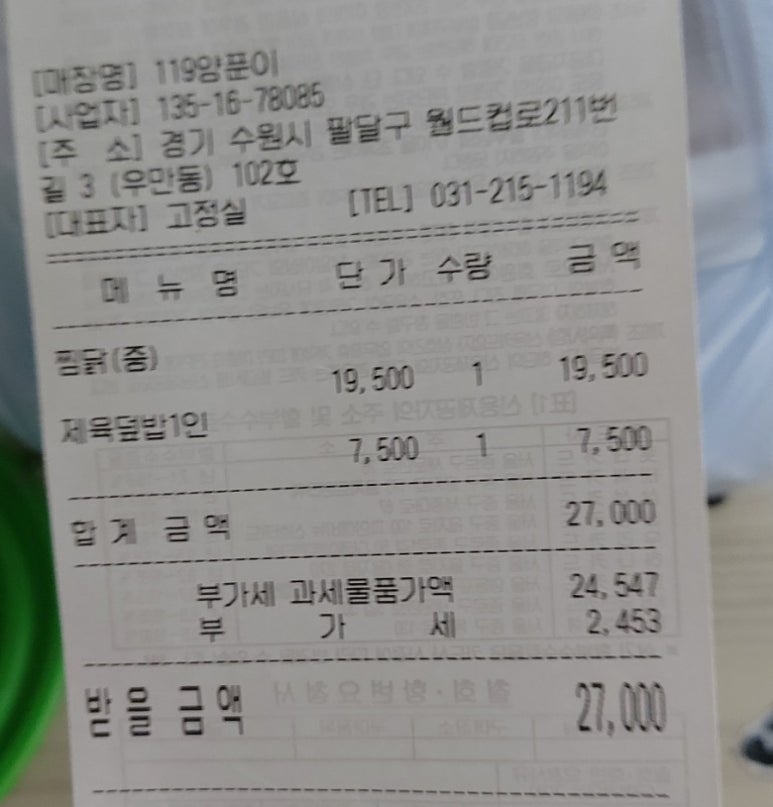 [매장명] 119양푼이
[사업자] 135-16-78085
[주 소] 경기 수원시 팔달구 월드컵로211번
길 3 (우만동) 102호
[대표자] 고정실 [TEL] 031-215-1194
메 뉴 명 단 가 수량 금 액
찜닭(중)
19,500 1 19,500
제육덮밥1인
7,500 1 7,500
합 계 금 액 27,000
부가세 과세물품가액 24,547
부 가 세 2,453
받 을 금 액 27,000